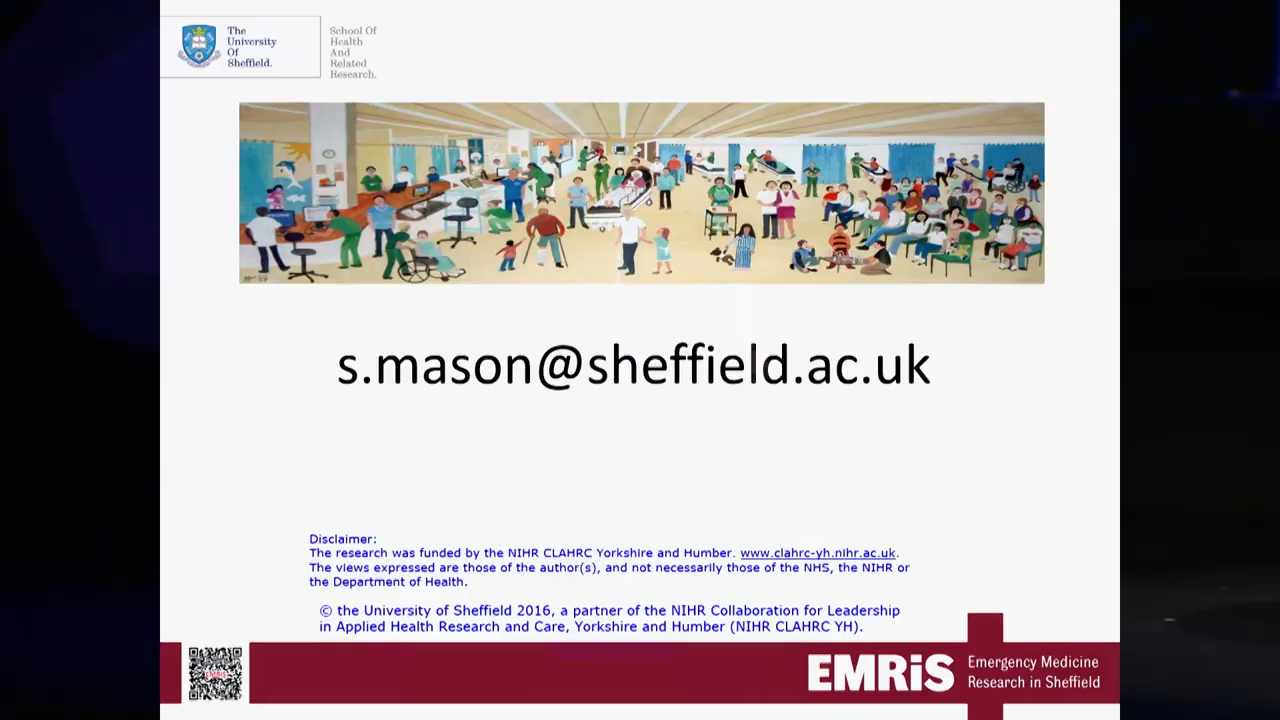 The
University
Of
Sheffield.
School Of
Health
And
Related
Research.
s.mason@sheffield.ac.uk
Disclaimer:
The research was funded by the NIHR CLAHRC Yorkshire and Humber. www.clahrc-yh.nihr.ac.uk.
The views expressed are those of the author(s), and not necessarily those of the NHS, the NIHR or
the Department of Health.
© the University of Sheffield 2016, a partner of the NIHR Collaboration for Leadership
in Applied Health Research and Care, Yorkshire and Humber (NIHR CLAHRC YH).
EMRiS
EMRiS
Emergency Medicine
Research in Sheffield